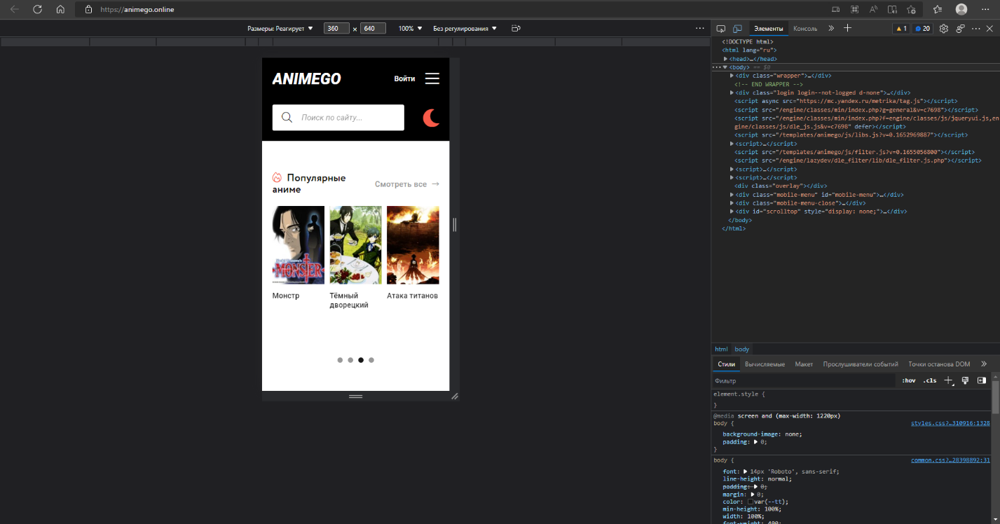 https://animego.online
Размеры: Реагирует ▼ 360 x 640 100% ▼ Без регулирования ▼
ANIMEGO Войти
Поиск по сайту...
Популярные
аниме
Смотреть все →
MONSTER
Монстр
Тёмный
дворецкий
Атака титанов
Элементы Консоль 1 20
<!DOCTYPE html>
<html lang="ru">
<head>…</head>
<body> == $0
<div class="wrapper">…</div>
<!-- END WRAPPER -->
<div class="login login--not-logged d-none">…</div>
<script async src="https://mc.yandex.ru/metrika/tag.js"></script>
<script src="/engine/classes/min/index.php?g=general&v=c7698"></script>
<script src="/engine/classes/min/index.php?f=engine/classes/js/jqueryui.js,en
gine/classes/js/dle_js.js&v=c7698" defer></script>
<script src="/templates/animego/js/libs.js?v=0.1652969887"></script>
<script>…</script>
<script src="/templates/animego/js/filter.js?v=0.1655056800"></script>
<script src="/engine/lazydev/dle_filter/lib/dle_filter.js.php"></script>
<script>…</script>
<script>…</script>
<div class="overlay"></div>
<div class="mobile-menu" id="mobile-menu">…</div>
<div class="mobile-menu-close">…</div>
<div id="scrolltop" style="display: none;">…</div>
</body>
</html>
html body
Стили Вычисляемые Макет Прослушиватели событий Точки останова DOM
Фильтр :hov .cls
element.style {
}
@media screen and (max-width: 1220px)
body { styles.css?…310916:1328
background-image: none;
padding: 0;
}
body { common.css?…28398892:31
font: 14px 'Roboto', sans-serif;
line-height: normal;
padding: 0;
margin: 0;
color: var(--tt);
min-height: 100%;
width: 100%;
font-weight: 400;